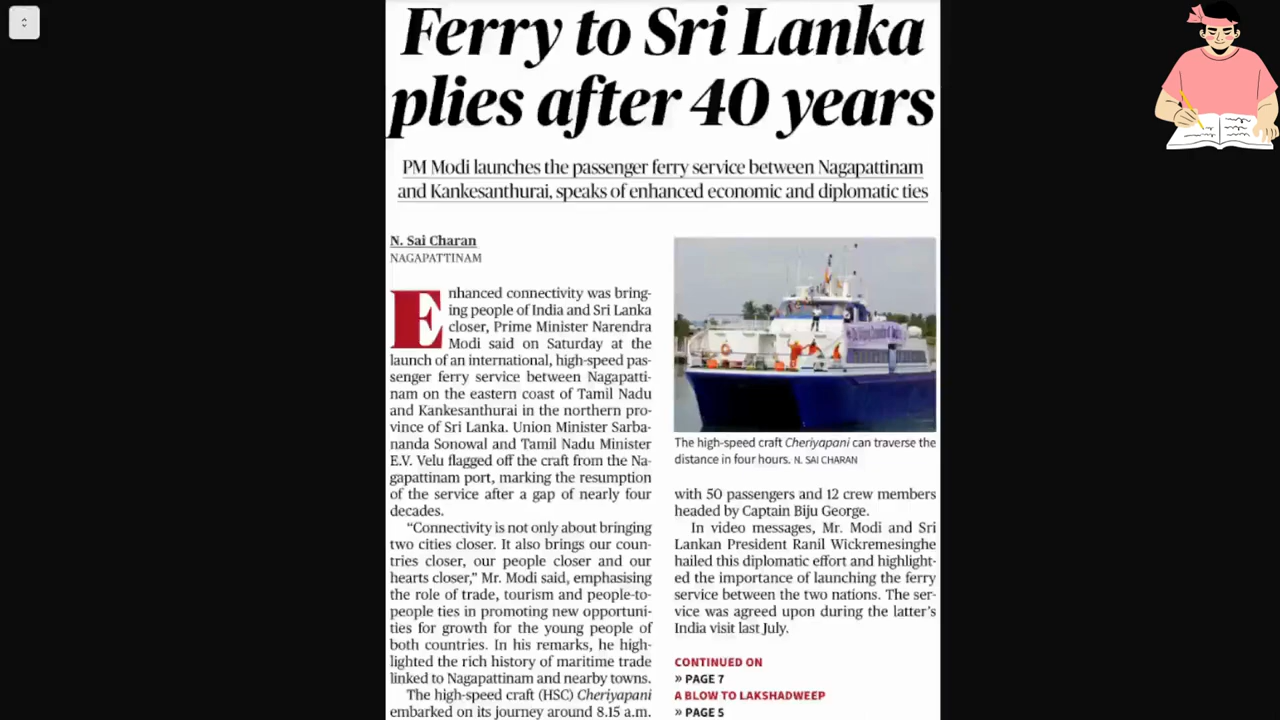 Ferry to Sri Lanka
plies after 40 years
PM Modi launches the passenger ferry service between Nagapattinam
and Kankesanthurai, speaks of enhanced economic and diplomatic ties
N. Sai Charan
NAGAPATTINAM
Enhanced connectivity was bring-
ing people of India and Sri Lanka
closer, Prime Minister Narendra
Modi said on Saturday at the
launch of an international, high-speed pas-
senger ferry service between Nagapatti-
nam on the eastern coast of Tamil Nadu
and Kankesanthurai in the northern pro-
vince of Sri Lanka. Union Minister Sarba-
nanda Sonowal and Tamil Nadu Minister
E.V. Velu flagged off the craft from the Na-
gapattinam port, marking the resumption
of the service after a gap of nearly four
decades.
“Connectivity is not only about bringing
two cities closer. It also brings our coun-
tries closer, our people closer and our
hearts closer,” Mr. Modi said, emphasising
the role of trade, tourism and people-to-
people ties in promoting new opportuni-
ties for growth for the young people of
both countries. In his remarks, he high-
lighted the rich history of maritime trade
linked to Nagapattinam and nearby towns.
The high-speed craft (HSC) Cheriyapani
embarked on its journey around 8.15 a.m.
The high-speed craft Cheriyapani can traverse the
distance in four hours. N. SAI CHARAN
with 50 passengers and 12 crew members
headed by Captain Biju George.
In video messages, Mr. Modi and Sri
Lankan President Ranil Wickremesinghe
hailed this diplomatic effort and highlight-
ed the importance of launching the ferry
service between the two nations. The ser-
vice was agreed upon during the latter’s
India visit last July.
CONTINUED ON
» PAGE 7
A BLOW TO LAKSHADWEEP
» PAGE 5